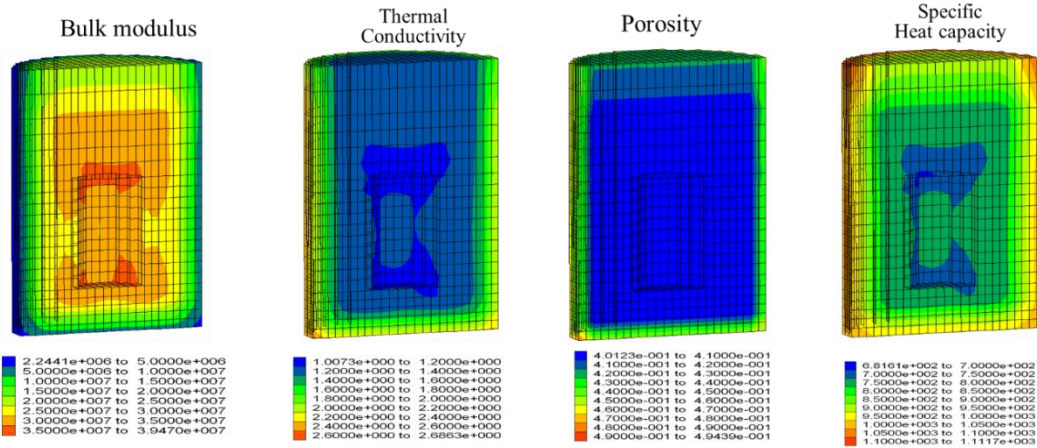 Bulk modulus
Thermal
Conductivity
Porosity
Specific
Heat capacity
2.2441e+006 to 5.0000e+006
5.0000e+006 to 1.0000e+007
1.0000e+007 to 1.5000e+007
1.5000e+007 to 2.0000e+007
2.0000e+007 to 2.5000e+007
2.5000e+007 to 3.0000e+007
3.0000e+007 to 3.5000e+007
3.5000e+007 to 3.9470e+007
1.0073e+000 to 1.2000e+000
1.2000e+000 to 1.4000e+000
1.4000e+000 to 1.6000e+000
1.6000e+000 to 1.8000e+000
1.8000e+000 to 2.0000e+000
2.0000e+000 to 2.2000e+000
2.2000e+000 to 2.4000e+000
2.4000e+000 to 2.6000e+000
2.6000e+000 to 2.6863e+000
4.0123e-001 to 4.1000e-001
4.1000e-001 to 4.2000e-001
4.2000e-001 to 4.3000e-001
4.3000e-001 to 4.4000e-001
4.4000e-001 to 4.5000e-001
4.5000e-001 to 4.6000e-001
4.6000e-001 to 4.7000e-001
4.7000e-001 to 4.8000e-001
4.8000e-001 to 4.9000e-001
4.9000e-001 to 4.9439e-001
6.8161e+002 to 7.0000e+002
7.0000e+002 to 7.5000e+002
7.5000e+002 to 8.0000e+002
8.0000e+002 to 8.5000e+002
8.5000e+002 to 9.0000e+002
9.0000e+002 to 9.5000e+002
9.5000e+002 to 1.0000e+003
1.0000e+003 to 1.0500e+003
1.0500e+003 to 1.1000e+003
1.1000e+003 to 1.1117e+003